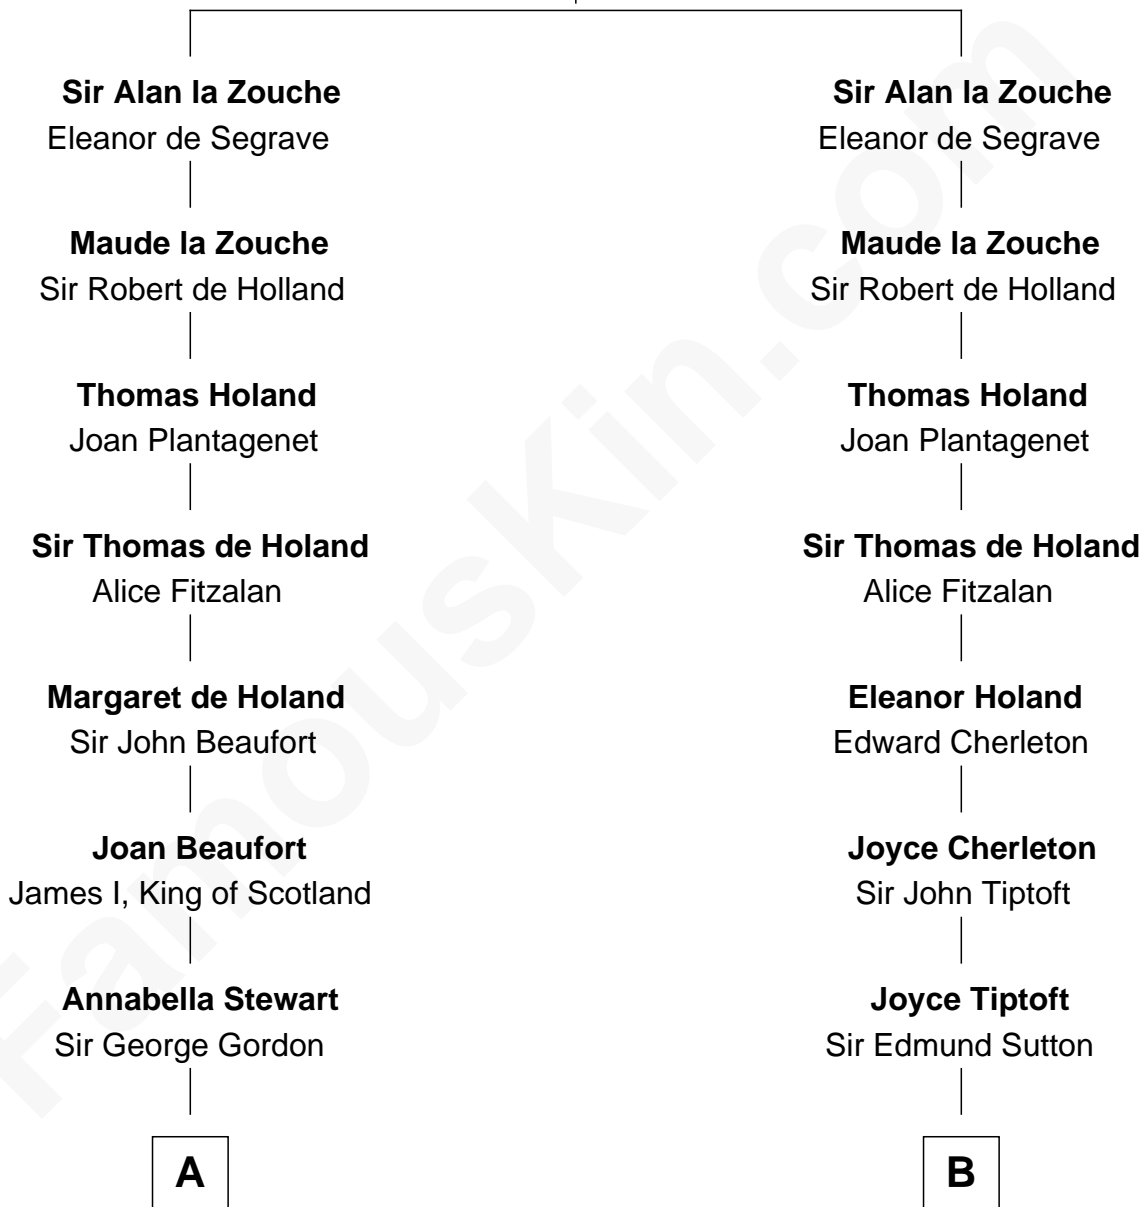 Sir Alan la Zouche
Eleanor de Segrave
Maude la Zouche
Sir Robert de Holland
Thomas Holand
Joan Plantagenet
Sir Thomas de Holand
Alice Fitzalan
Margaret de Holand
Sir John Beaufort
Joan Beaufort
James I, King of Scotland
Annabella Stewart
Sir George Gordon
A
Sir Alan la Zouche
Eleanor de Segrave
Maude la Zouche
Sir Robert de Holland
Thomas Holand
Joan Plantagenet
Sir Thomas de Holand
Alice Fitzalan
Eleanor Holand
Edward Cherleton
Joyce Cherleton
Sir John Tiptoft
Joyce Tiptoft
Sir Edmund Sutton
B
FamousKin.com